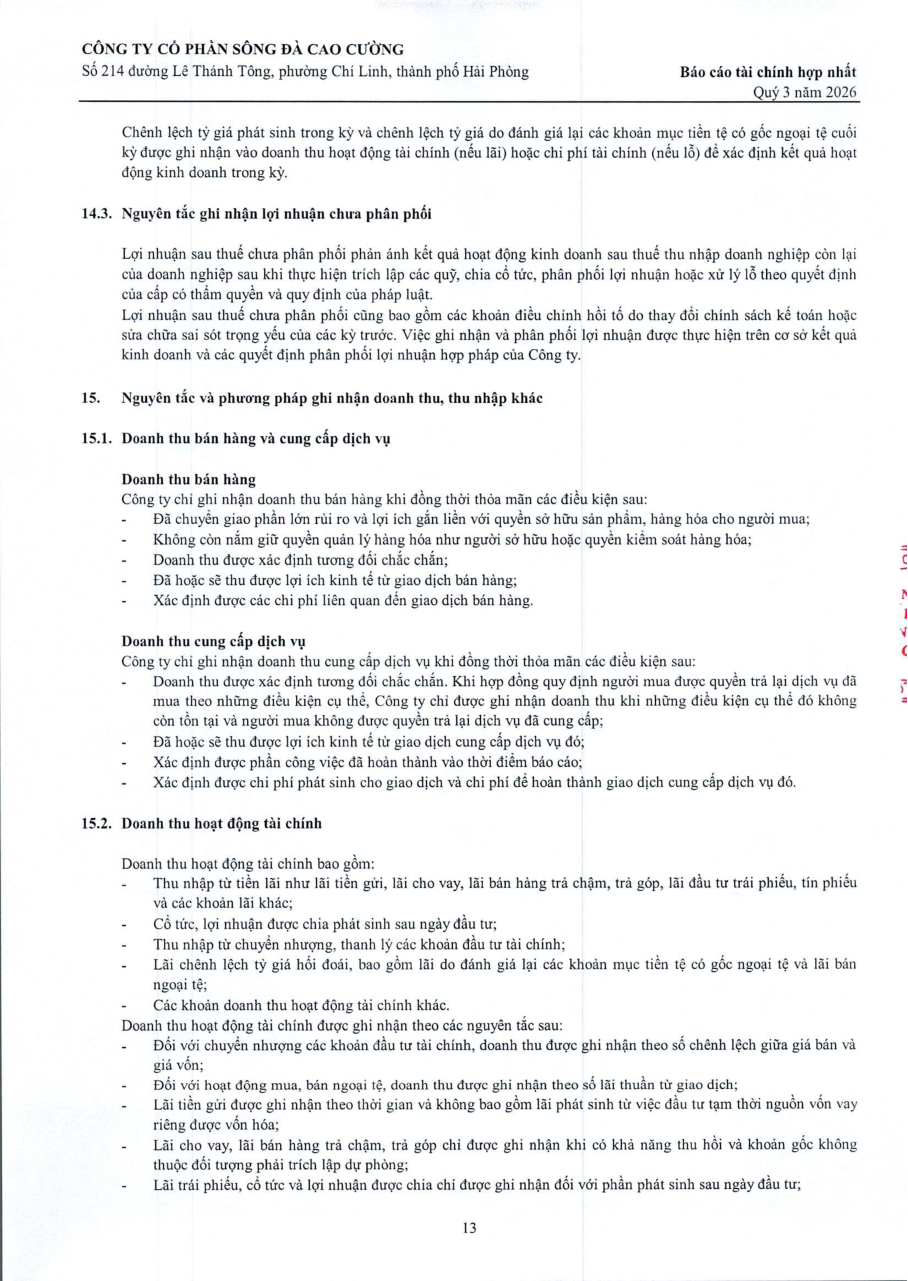 CÔNG TY CỔ PHẦN SÔNG ĐÀ CAO CƯỜNG
Số 214 đường Lê Thánh Tông, phường Chí Linh, thành phố Hải Phòng
Báo cáo tài chính hợp nhất
Quý 3 năm 2026
Chênh lệch tỷ giá phát sinh trong kỳ và chênh lệch tỷ giá do đánh giá lại các khoản mục tiền tệ có gốc ngoại tệ cuối
kỳ được ghi nhận vào doanh thu hoạt động tài chính (nếu lãi) hoặc chi phí tài chính (nếu lỗ) để xác định kết quả hoạt
động kinh doanh trong kỳ.
14.3. Nguyên tắc ghi nhận lợi nhuận chưa phân phối
Lợi nhuận sau thuế chưa phân phối phản ánh kết quả hoạt động kinh doanh sau thuế thu nhập doanh nghiệp còn lại
của doanh nghiệp sau khi thực hiện trích lập các quỹ, chia cổ tức, phân phối lợi nhuận hoặc xử lý lỗ theo quyết định
của cấp có thẩm quyền và quy định của pháp luật.
Lợi nhuận sau thuế chưa phân phối cũng bao gồm các khoản điều chỉnh hồi tố do thay đổi chính sách kế toán hoặc
sửa chữa sai sót trọng yếu của các kỳ trước. Việc ghi nhận và phân phối lợi nhuận được thực hiện trên cơ sở kết quả
kinh doanh và các quyết định phân phối lợi nhuận hợp pháp của Công ty.
15. Nguyên tắc và phương pháp ghi nhận doanh thu, thu nhập khác
15.1. Doanh thu bán hàng và cung cấp dịch vụ
Doanh thu bán hàng
Công ty chỉ ghi nhận doanh thu bán hàng khi đồng thời thỏa mãn các điều kiện sau:
- Đã chuyển giao phần lớn rủi ro và lợi ích gắn liền với quyền sở hữu sản phẩm, hàng hóa cho người mua;
- Không còn nắm giữ quyền quản lý hàng hóa như người sở hữu hoặc quyền kiểm soát hàng hóa;
- Doanh thu được xác định tương đối chắc chắn;
- Đã hoặc sẽ thu được lợi ích kinh tế từ giao dịch bán hàng;
- Xác định được các chi phí liên quan đến giao dịch bán hàng.
Doanh thu cung cấp dịch vụ
Công ty chỉ ghi nhận doanh thu cung cấp dịch vụ khi đồng thời thỏa mãn các điều kiện sau:
- Doanh thu được xác định tương đối chắc chắn. Khi hợp đồng quy định người mua được quyền trả lại dịch vụ đã
mua theo những điều kiện cụ thể, Công ty chỉ được ghi nhận doanh thu khi những điều kiện cụ thể đó không
còn tồn tại và người mua không được quyền trả lại dịch vụ đã cung cấp;
- Đã hoặc sẽ thu được lợi ích kinh tế từ giao dịch cung cấp dịch vụ đó;
- Xác định được phần công việc đã hoàn thành vào thời điểm báo cáo;
- Xác định được chi phí phát sinh cho giao dịch và chi phí để hoàn thành giao dịch cung cấp dịch vụ đó.
15.2. Doanh thu hoạt động tài chính
Doanh thu hoạt động tài chính bao gồm:
- Thu nhập từ tiền lãi như lãi tiền gửi, lãi cho vay, lãi bán hàng trả chậm, trả góp, lãi đầu tư trái phiếu, tín phiếu
và các khoản lãi khác;
- Cổ tức, lợi nhuận được chia phát sinh sau ngày đầu tư;
- Thu nhập từ chuyển nhượng, thanh lý các khoản đầu tư tài chính;
- Lãi chênh lệch tỷ giá hối đoái, bao gồm lãi do đánh giá lại các khoản mục tiền tệ có gốc ngoại tệ và lãi bán
ngoại tệ;
- Các khoản doanh thu hoạt động tài chính khác.
Doanh thu hoạt động tài chính được ghi nhận theo các nguyên tắc sau:
- Đối với chuyển nhượng các khoản đầu tư tài chính, doanh thu được ghi nhận theo số chênh lệch giữa giá bán và
giá vốn;
- Đối với hoạt động mua, bán ngoại tệ, doanh thu được ghi nhận theo số lãi thuần từ giao dịch;
- Lãi tiền gửi được ghi nhận theo thời gian và không bao gồm lãi phát sinh từ việc đầu tư tạm thời nguồn vốn vay
riêng được vốn hóa;
- Lãi cho vay, lãi bán hàng trả chậm, trả góp chỉ được ghi nhận khi có khả năng thu hồi và khoản gốc không
thuộc đối tượng phải trích lập dự phòng;
- Lãi trái phiếu, cổ tức và lợi nhuận được chia chỉ được ghi nhận đối với phần phát sinh sau ngày đầu tư;
13